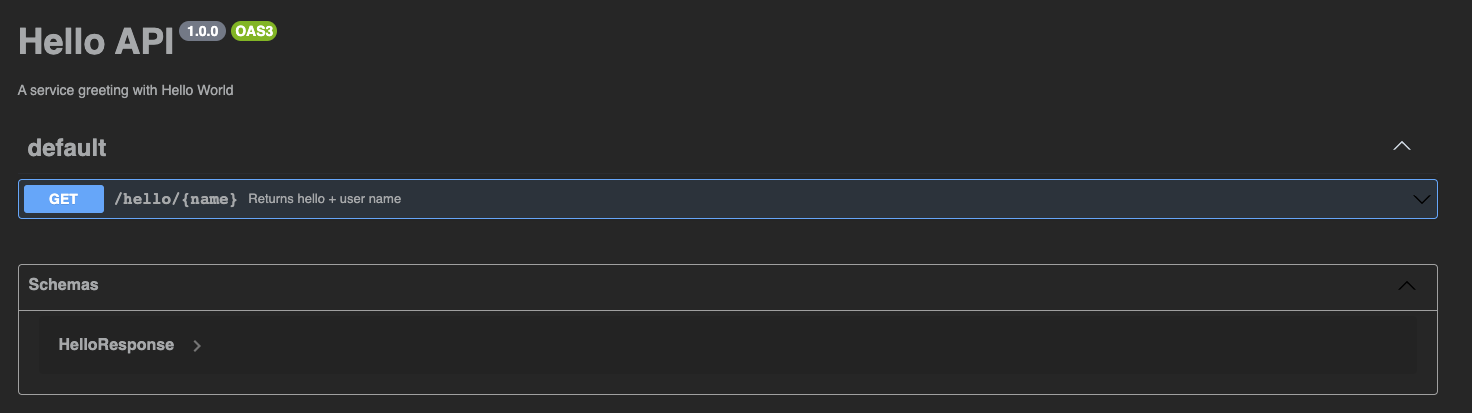 Hello API 1.0.0 OAS3
A service greeting with Hello World
default
GET /hello/{name} Returns hello + user name
Schemas
HelloResponse